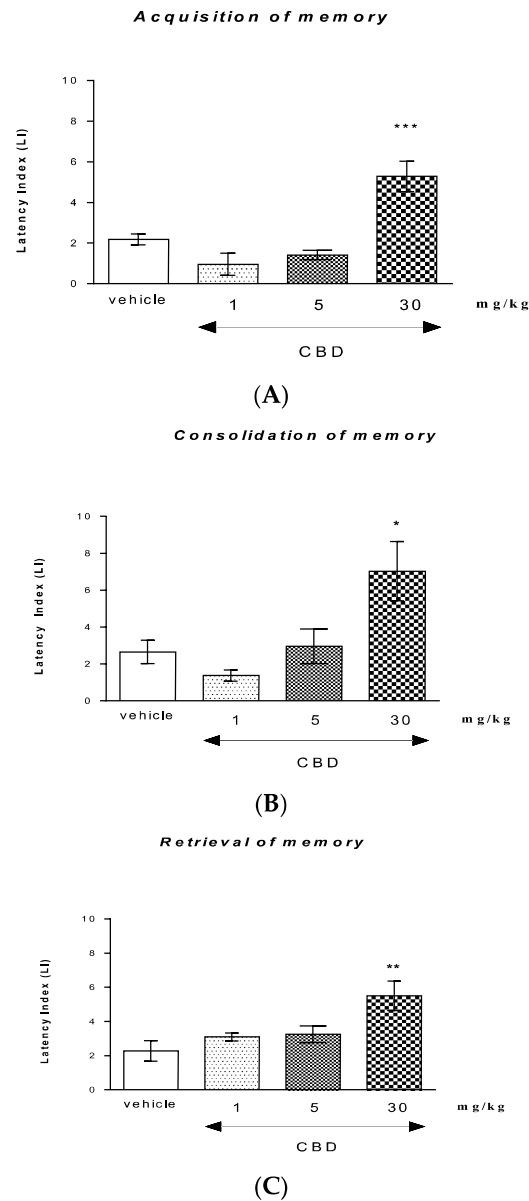 Acquisition of memory
10
8
6
4
2
0
Latency Index (LI)
***
vehicle 1 5 30 mg/kg
CBD
(A)
Consolidation of memory
10
8
6
4
2
0
Latency Index (LI)
*
vehicle 1 5 30 mg/kg
CBD
(B)
Retrieval of memory
10
8
6
4
2
0
Latency Index (LI)
**
vehicle 1 5 30 mg/kg
CBD
(C)